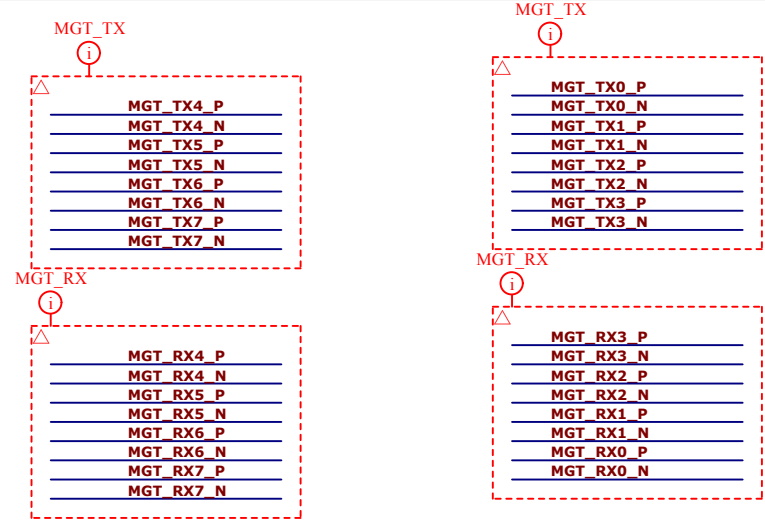 MGT_TX
i
MGT_TX4_P
MGT_TX4_N
MGT_TX5_P
MGT_TX5_N
MGT_TX6_P
MGT_TX6_N
MGT_TX7_P
MGT_TX7_N
MGT_RX
i
MGT_RX4_P
MGT_RX4_N
MGT_RX5_P
MGT_RX5_N
MGT_RX6_P
MGT_RX6_N
MGT_RX7_P
MGT_RX7_N
MGT_TX
i
MGT_TX0_P
MGT_TX0_N
MGT_TX1_P
MGT_TX1_N
MGT_TX2_P
MGT_TX2_N
MGT_TX3_P
MGT_TX3_N
MGT_RX
i
MGT_RX3_P
MGT_RX3_N
MGT_RX2_P
MGT_RX2_N
MGT_RX1_P
MGT_RX1_N
MGT_RX0_P
MGT_RX0_N